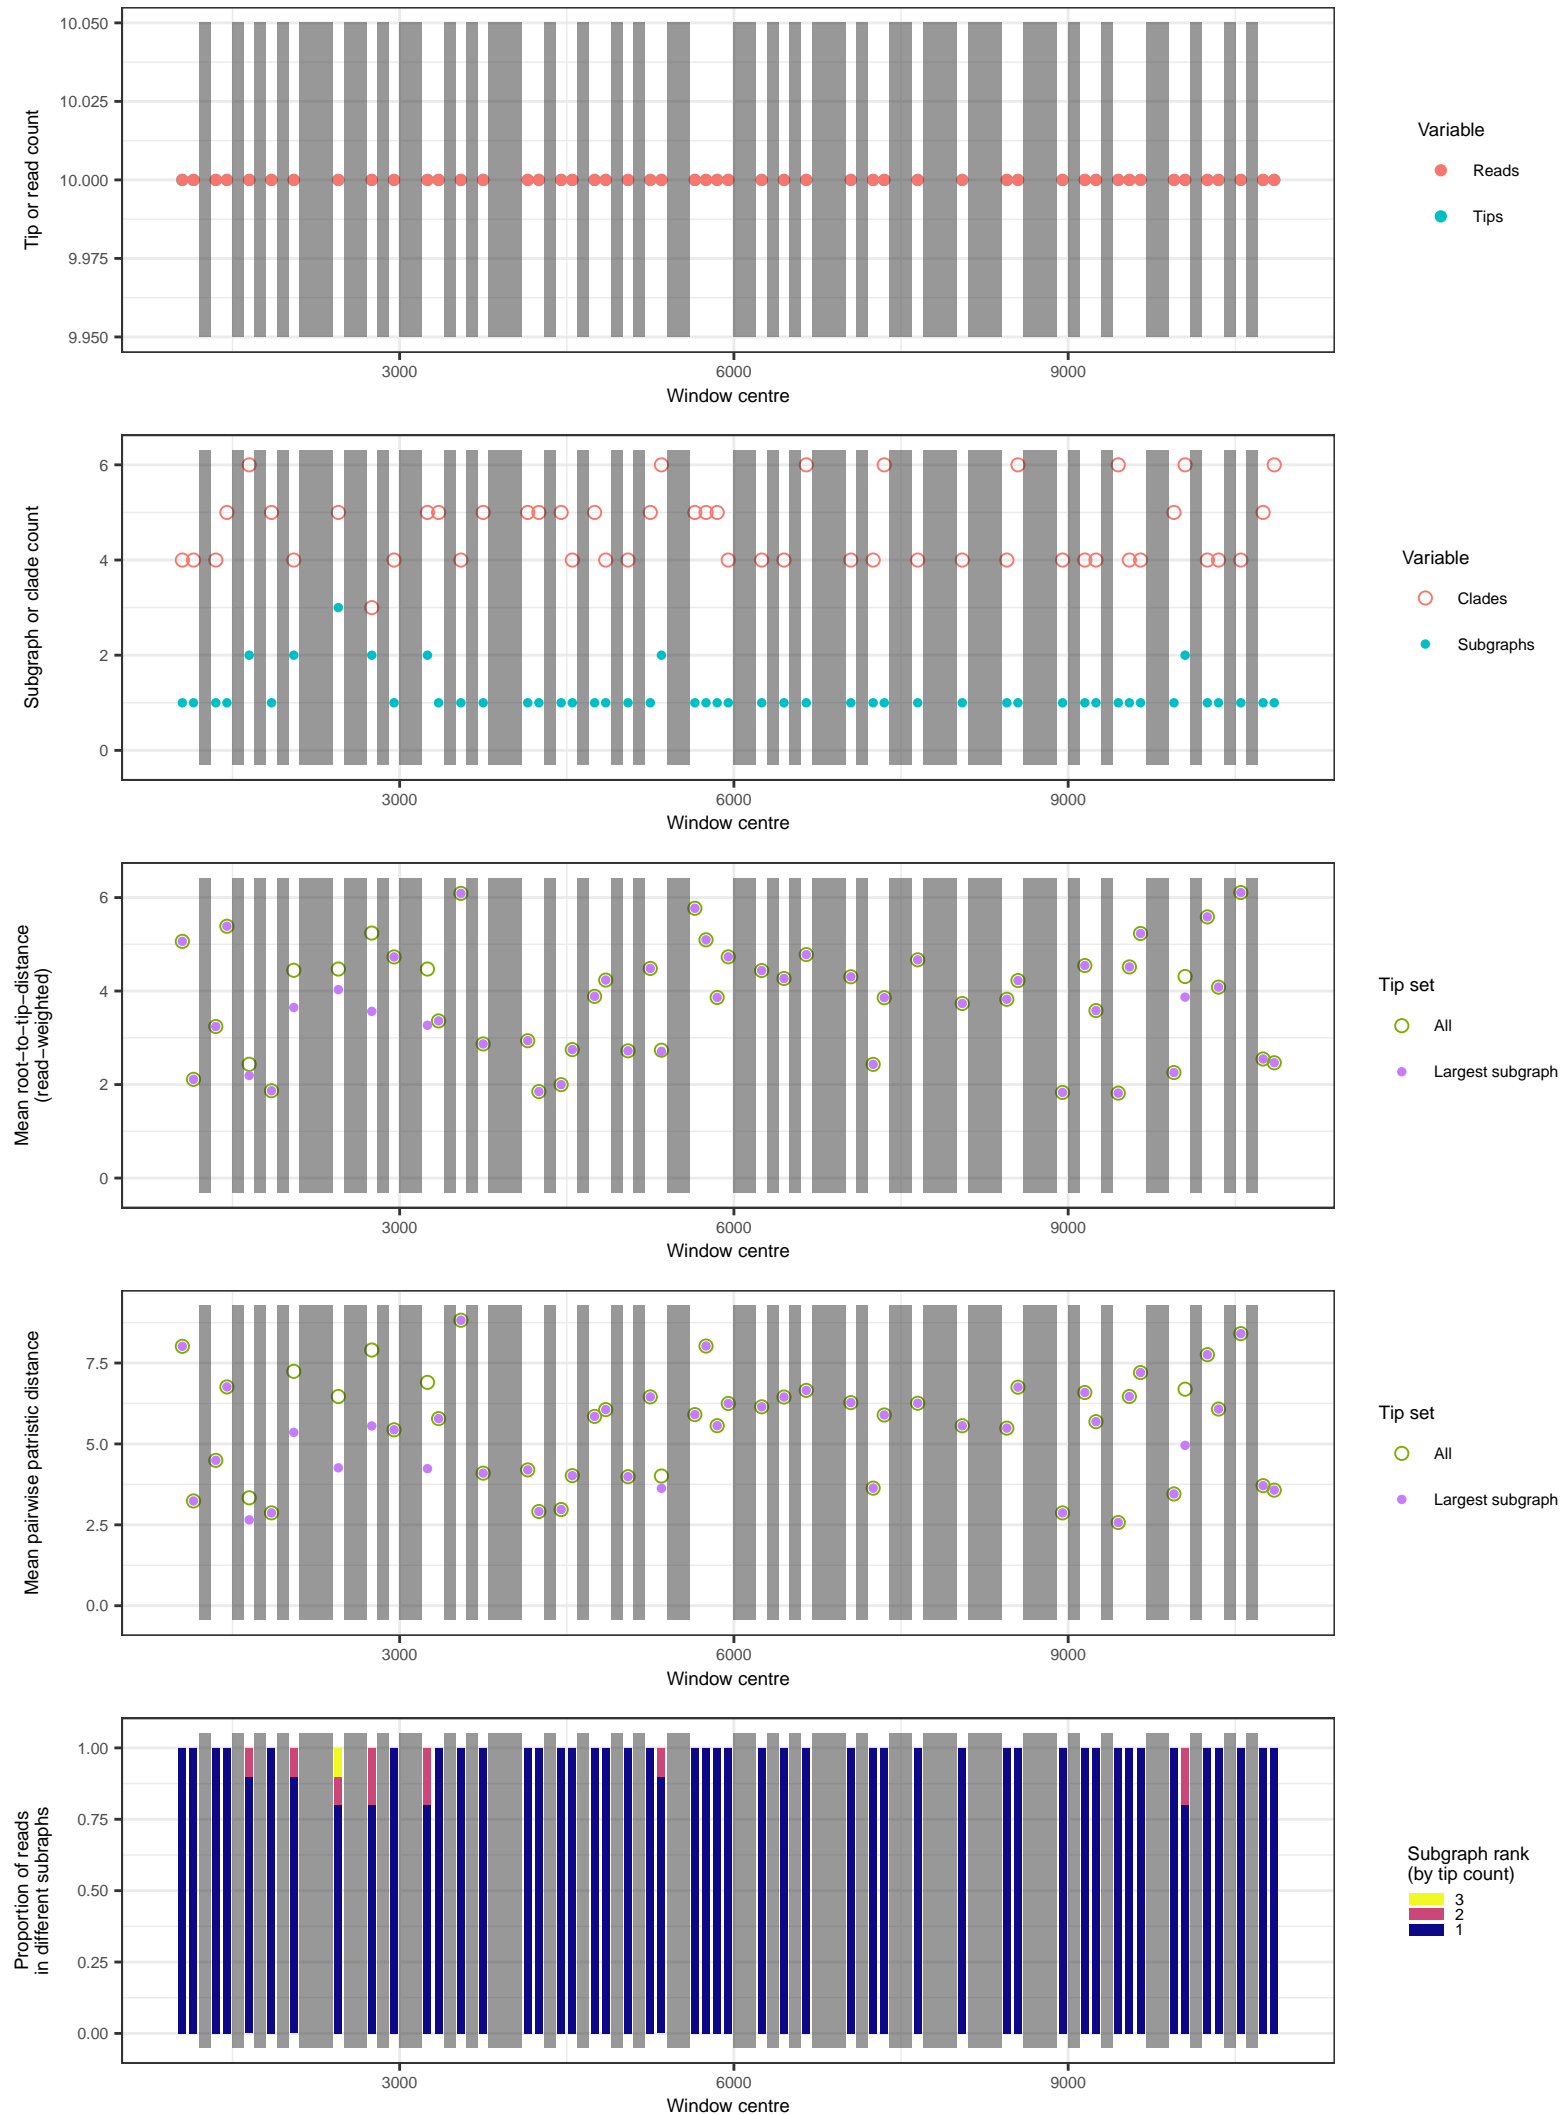 10.050
10.025
10.000
9.975
9.950
Tip or read count
3000
6000
9000
Window centre
Variable
Reads
Tips
6
4
2
0
Subgraph or clade count
3000
6000
9000
Window centre
Variable
Clades
Subgraphs
6
4
2
0
Mean root−to−tip−distance
(read−weighted)
3000
6000
9000
Window centre
Tip set
All
Largest subgraph
7.5
5.0
2.5
0.0
Mean pairwise patristic distance
3000
6000
9000
Window centre
Tip set
All
Largest subgraph
1.00
0.75
0.50
0.25
0.00
Proportion of reads
in different subraphs
3000
6000
9000
Window centre
Subgraph rank
(by tip count)
3
2
1